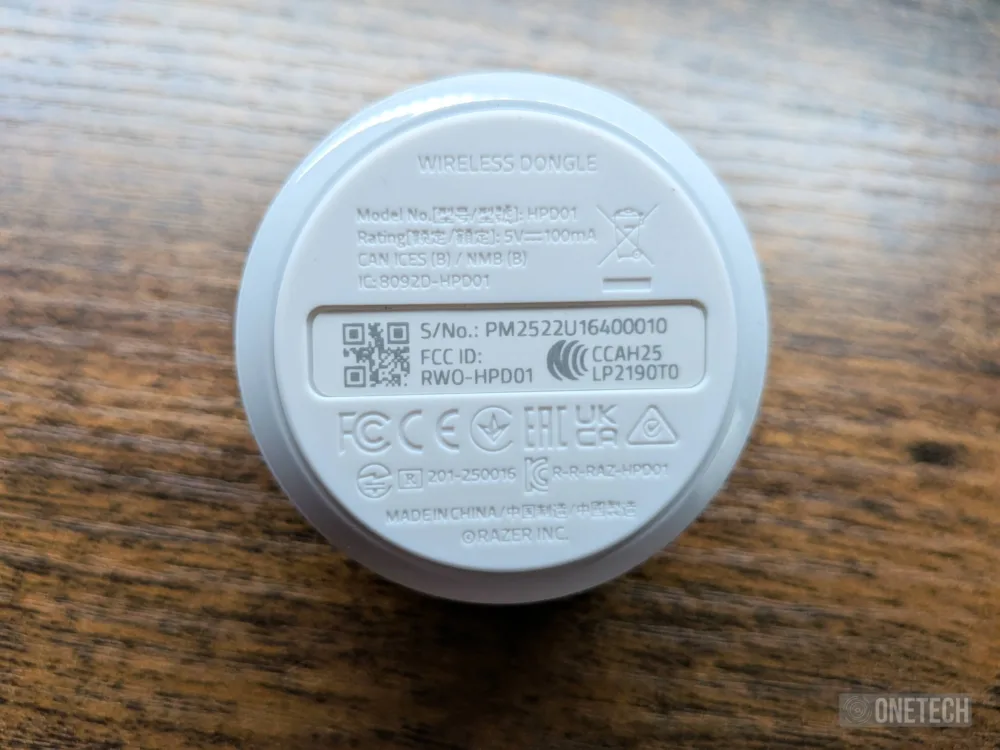 WIRELESS DONGLE
Model No.[型号/型號]: HPD01
Rating[额定/額定]: 5V⎓100mA
CAN ICES (B) / NMB (B)
IC: 8092D-HPD01
S/No.: PM2522U16400010
FCC ID:
RWO-HPD01
CCAH25
LP2190T0
FC CE EAC UK
CA
R 201-250016 R-R-RAZ-HPD01
MADE IN CHINA/中国制造/中國製造
©RAZER INC.
ONETECH